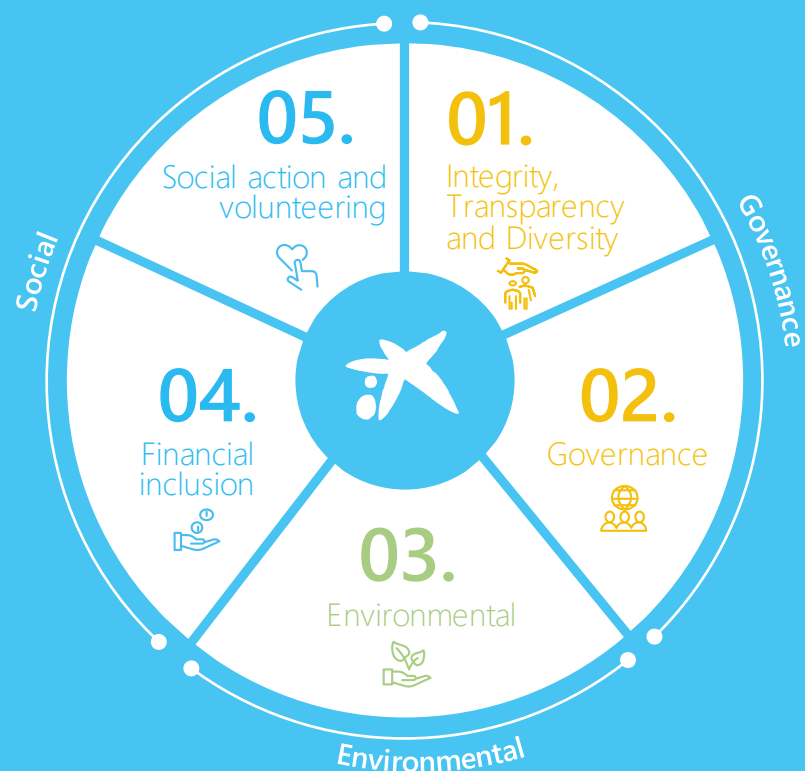 05.
Social action and
volunteering
01.
Integrity,
Transparency
and Diversity
Social
Governance
04.
Financial
inclusion
02.
Governance
03.
Environmental
Environmental